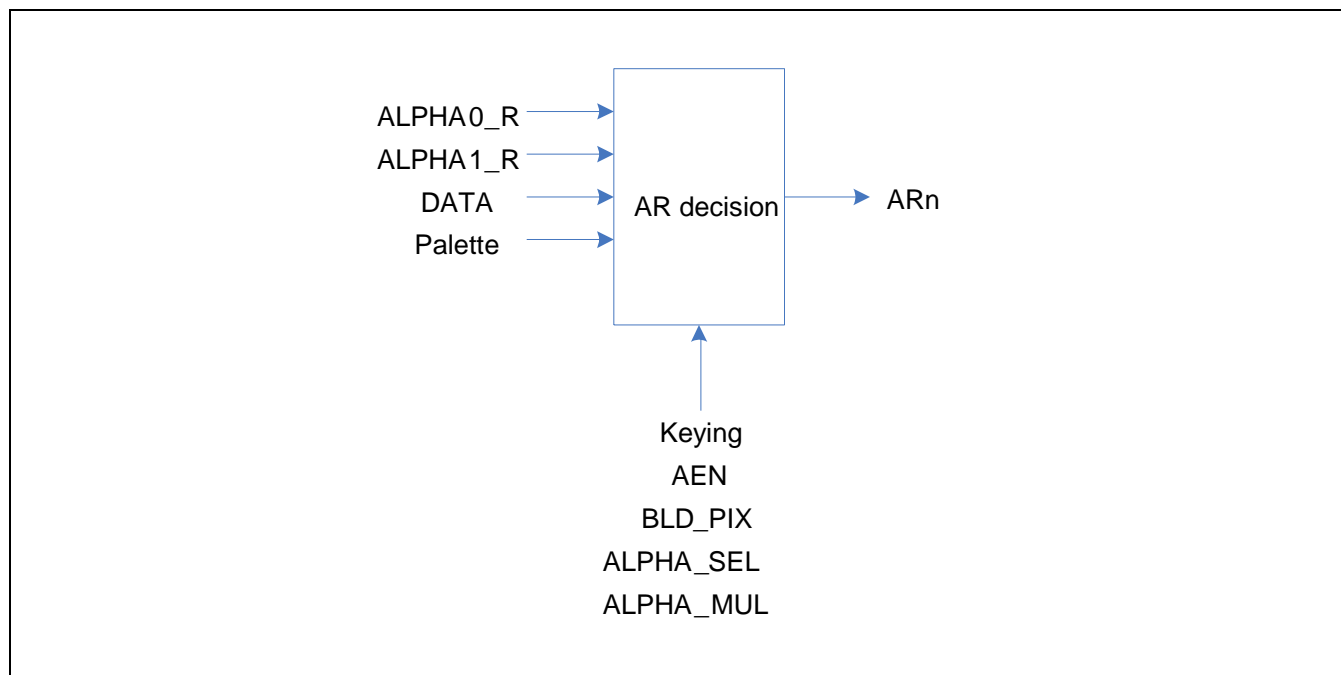 ALPHA0_R
ALPHA1_R
DATA
Palette
AR decision
ARn
Keying
AEN
BLD_PIX
ALPHA_SEL
ALPHA_MUL